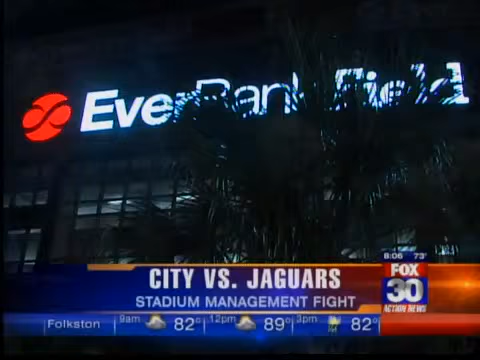 EverBank Field
CITY VS. JAGUARS
STADIUM MANAGEMENT FIGHT
8:06 73°
FOX
30
ACTION NEWS
Folkston 9am 82° 12pm 89° 3pm 82°